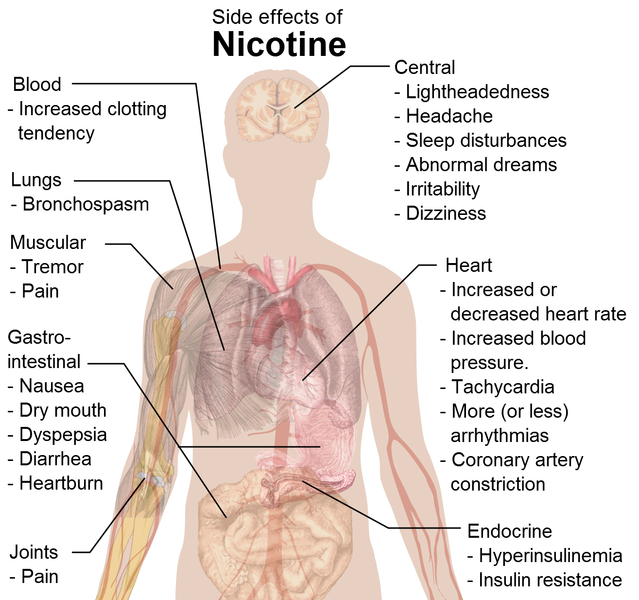 Side effects of
Nicotine
Blood
- Increased clotting
tendency
Lungs
- Bronchospasm
Muscular
- Tremor
- Pain
Gastro-
intestinal
- Nausea
- Dry mouth
- Dyspepsia
- Diarrhea
- Heartburn
Joints
- Pain
Central
- Lightheadedness
- Headache
- Sleep disturbances
- Abnormal dreams
- Irritability
- Dizziness
Heart
- Increased or
decreased heart rate
- Increased blood
pressure.
- Tachycardia
- More (or less)
arrhythmias
- Coronary artery
constriction
Endocrine
- Hyperinsulinemia
- Insulin resistance